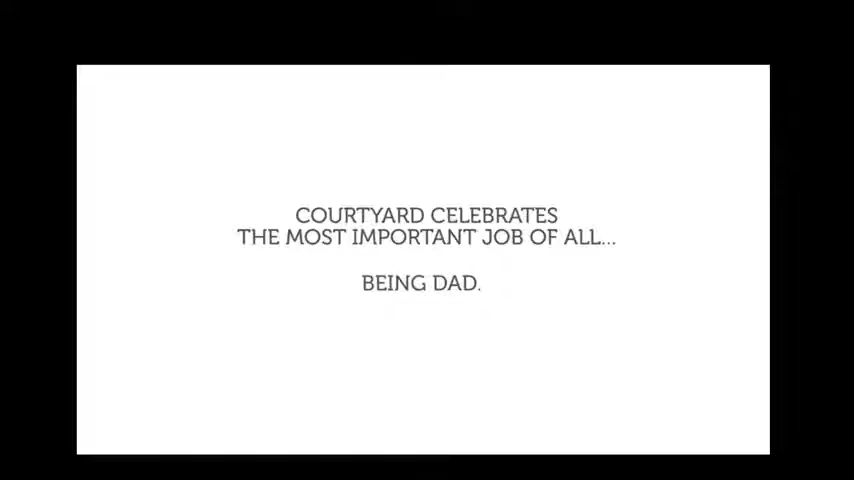 COURTYARD CELEBRATES
THE MOST IMPORTANT JOB OF ALL...
BEING DAD.